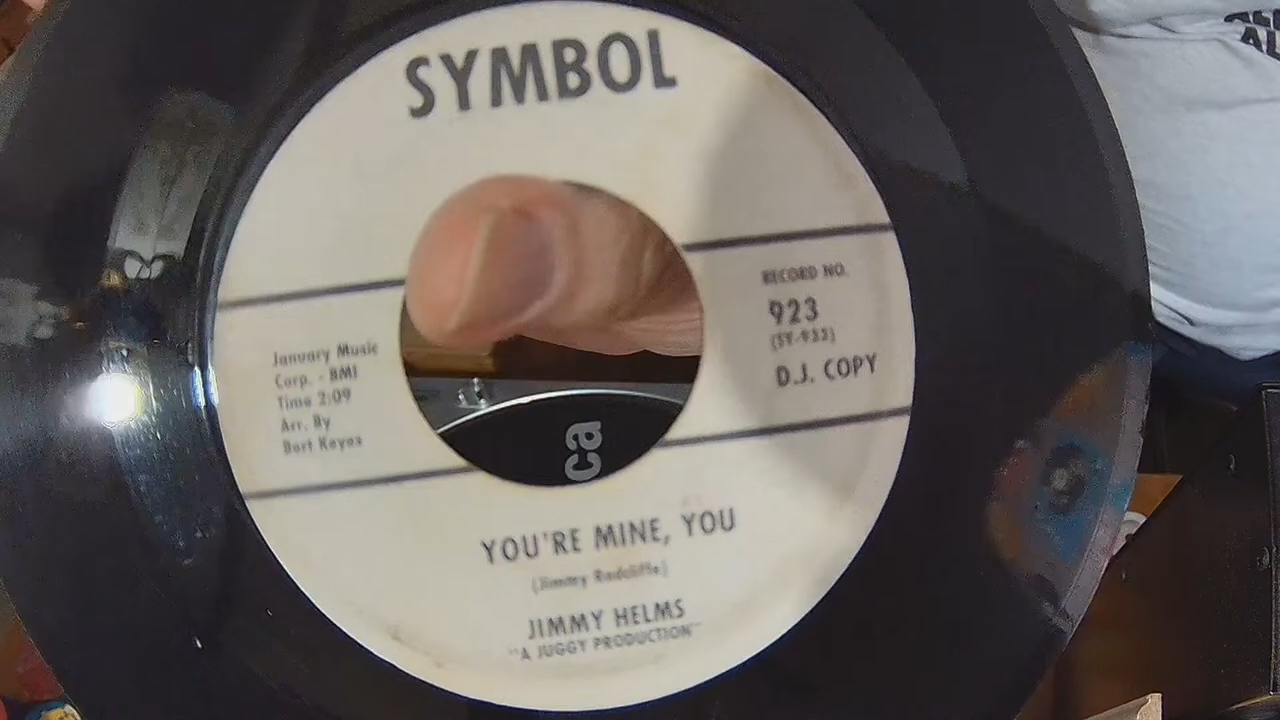 SYMBOL
RECORD NO.
923
(SY-933)
D.J. COPY
January Music
Corp. - BMI
Time 2:09
Arr. By
Bert Keyes
ca
YOU'RE MINE, YOU
(Jimmy Radcliffe)
JIMMY HELMS
"A JUGGY PRODUCTION"